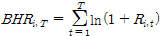 BHR_{i,T} = \sum_{t=1}^{T} \ln(1 + R_{i,t})